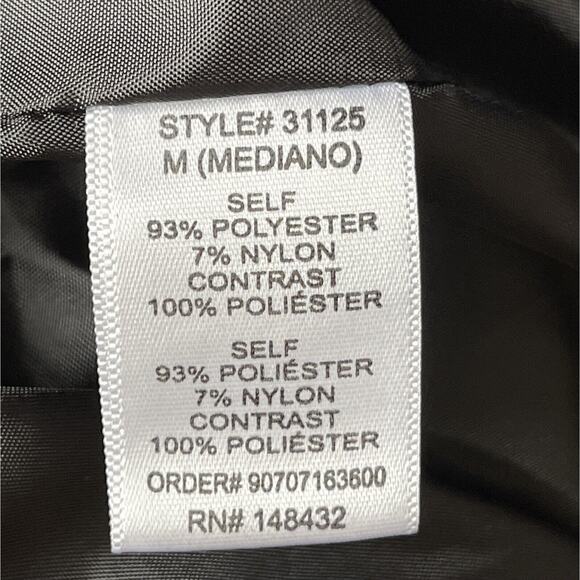 STYLE# 31125
M (MEDIANO)
SELF
93% POLYESTER
7% NYLON
CONTRAST
100% POLIÉSTER
SELF
93% POLIÉSTER
7% NYLON
CONTRAST
100% POLIÉSTER
ORDER# 90707163600
RN# 148432